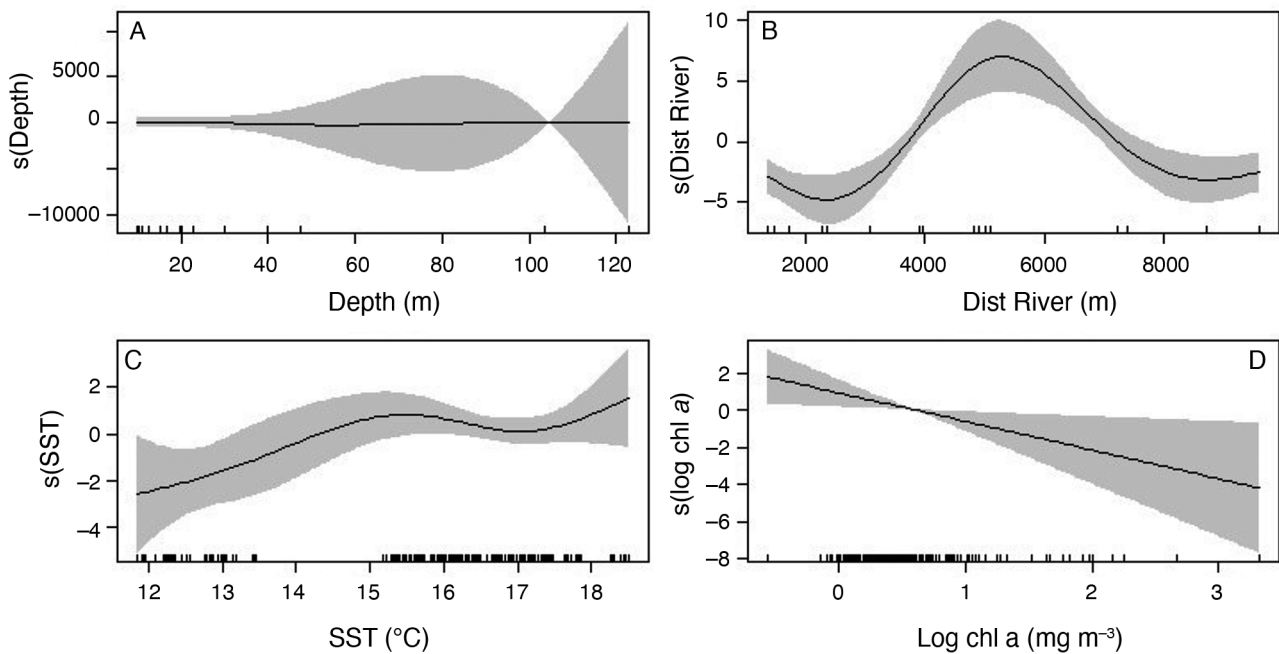 A
s(Depth)
5000
0
−10000
20 40 60 80 100 120
Depth (m)
B
s(Dist River)
10
5
0
−5
2000 4000 6000 8000
Dist River (m)
C
s(SST)
2
0
−2
−4
12 13 14 15 16 17 18
SST (°C)
D
s(log chl a)
2
0
−2
−4
−6
−8
0 1 2 3
Log chl a (mg m⁻³)